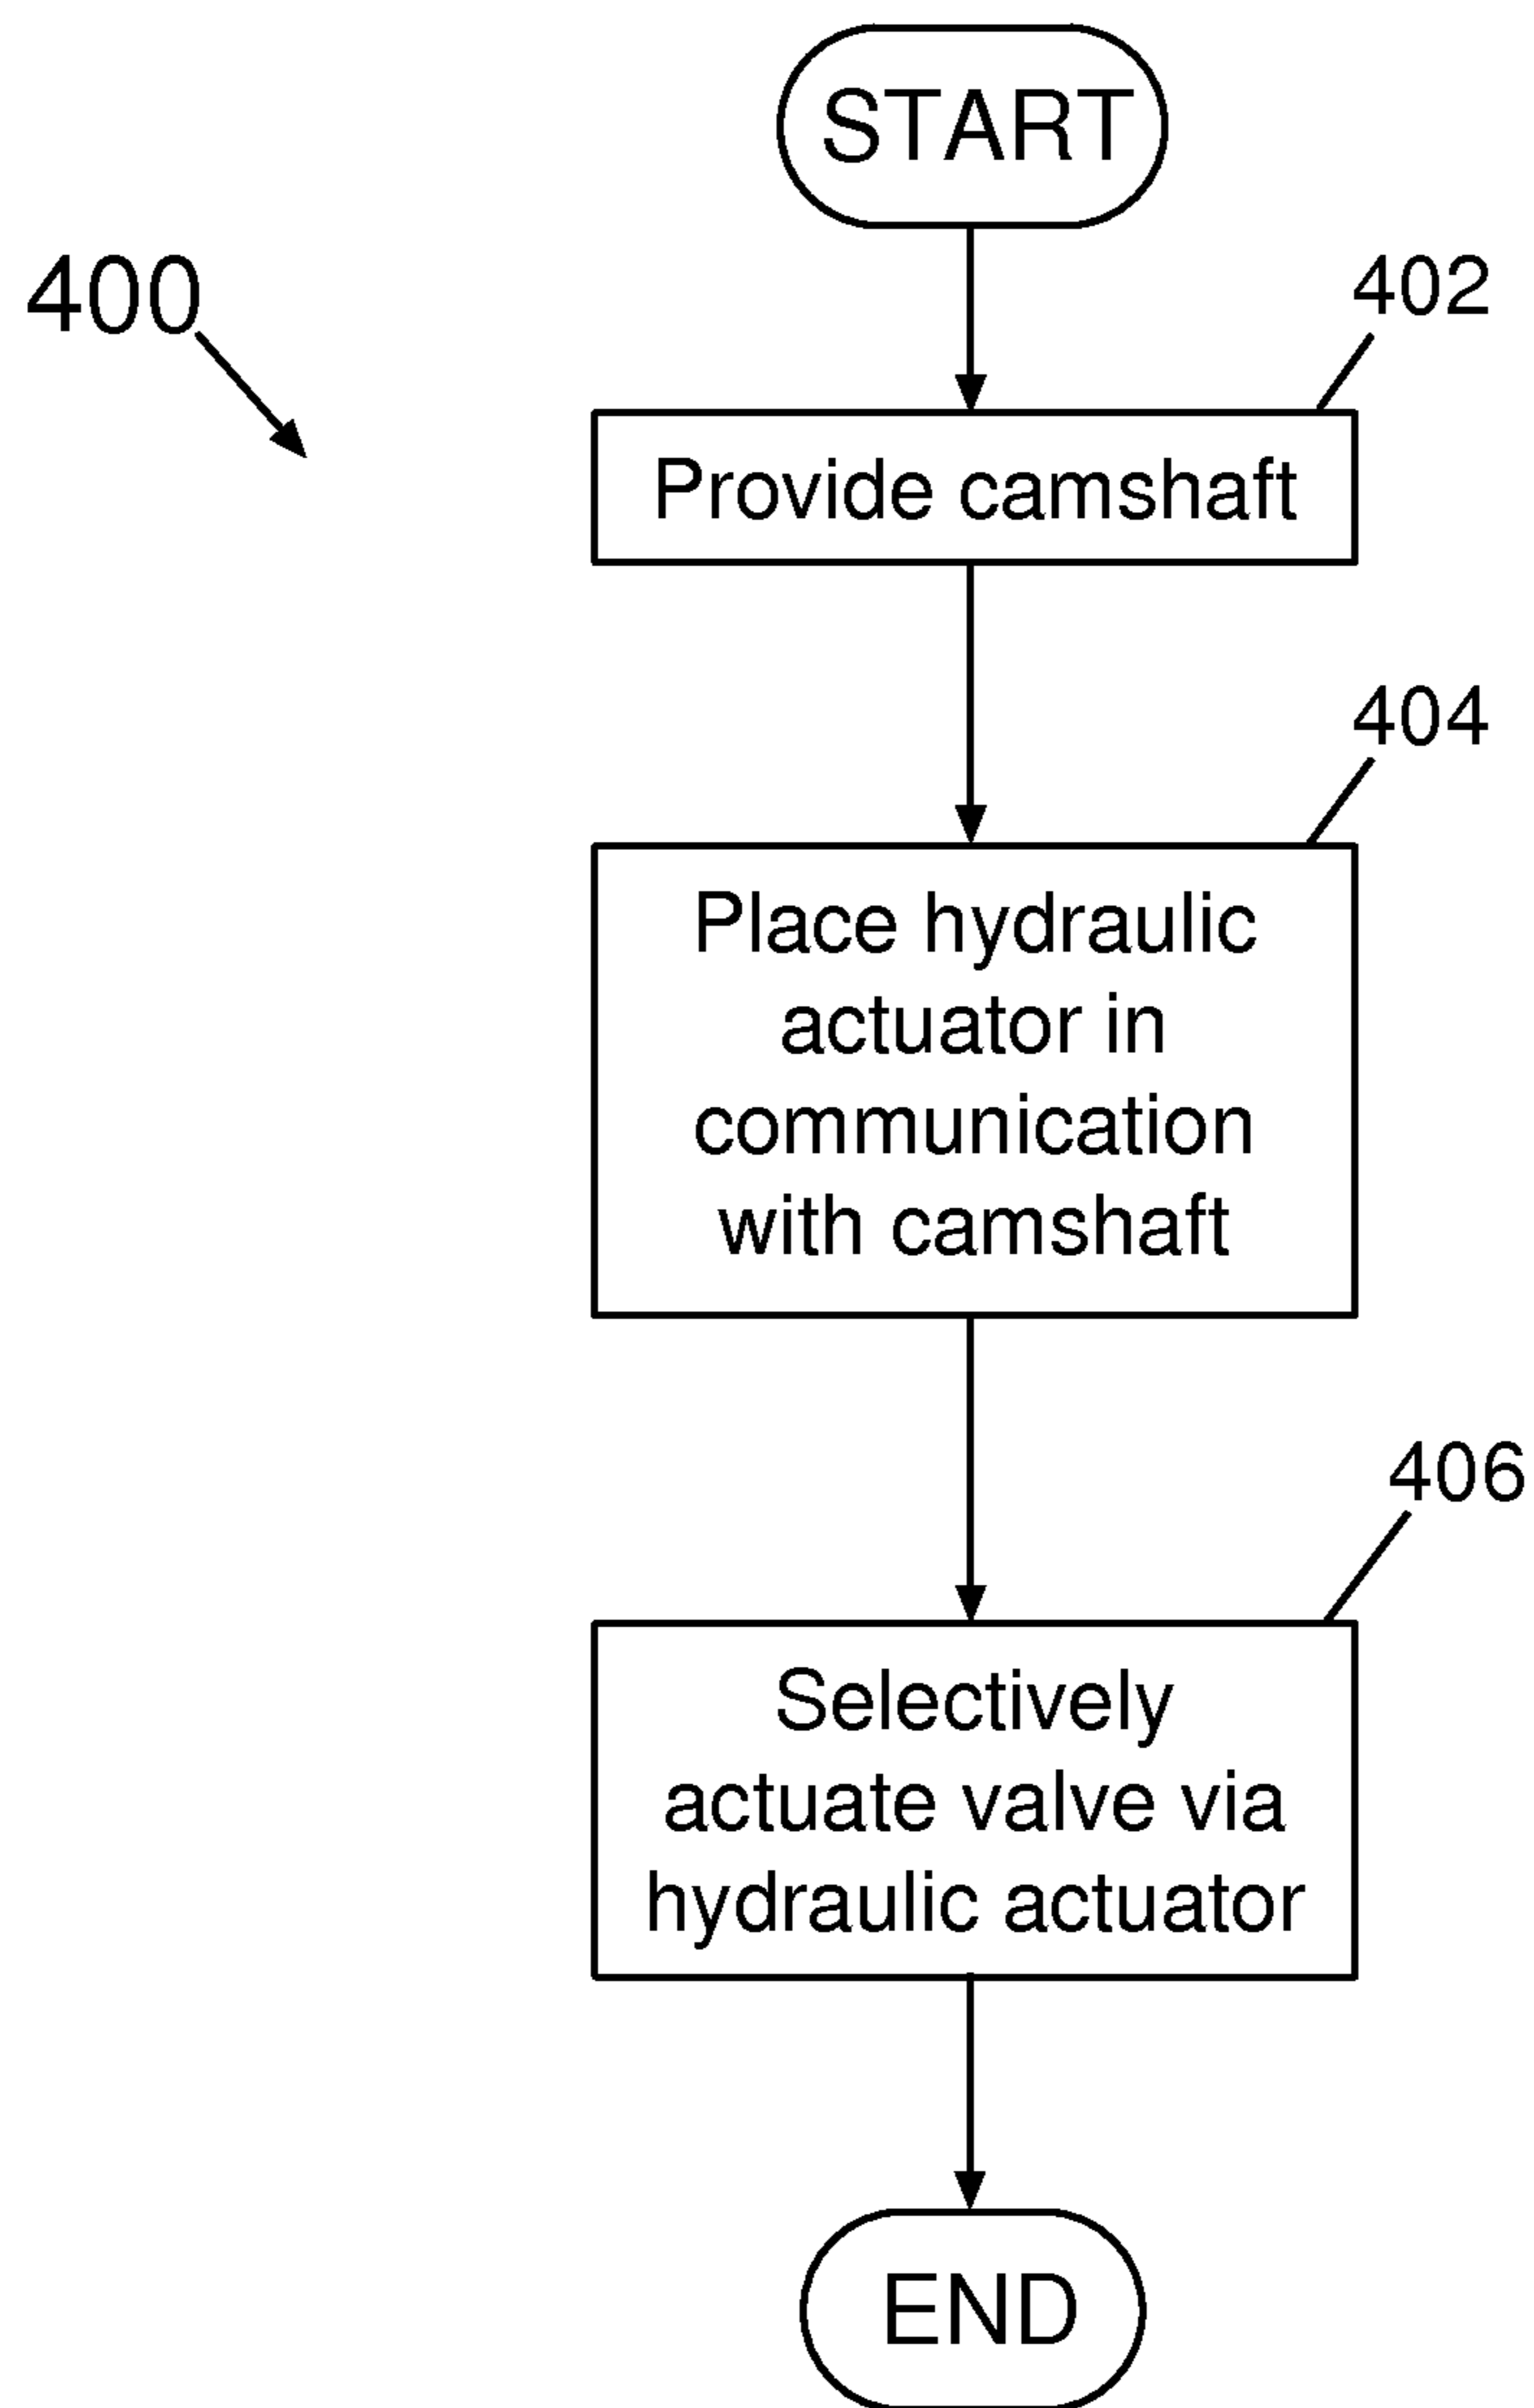 START
400
402
Provide camshaft
404
Place hydraulic
actuator in
communication
with camshaft
406
Selectively
actuate valve via
hydraulic actuator
END